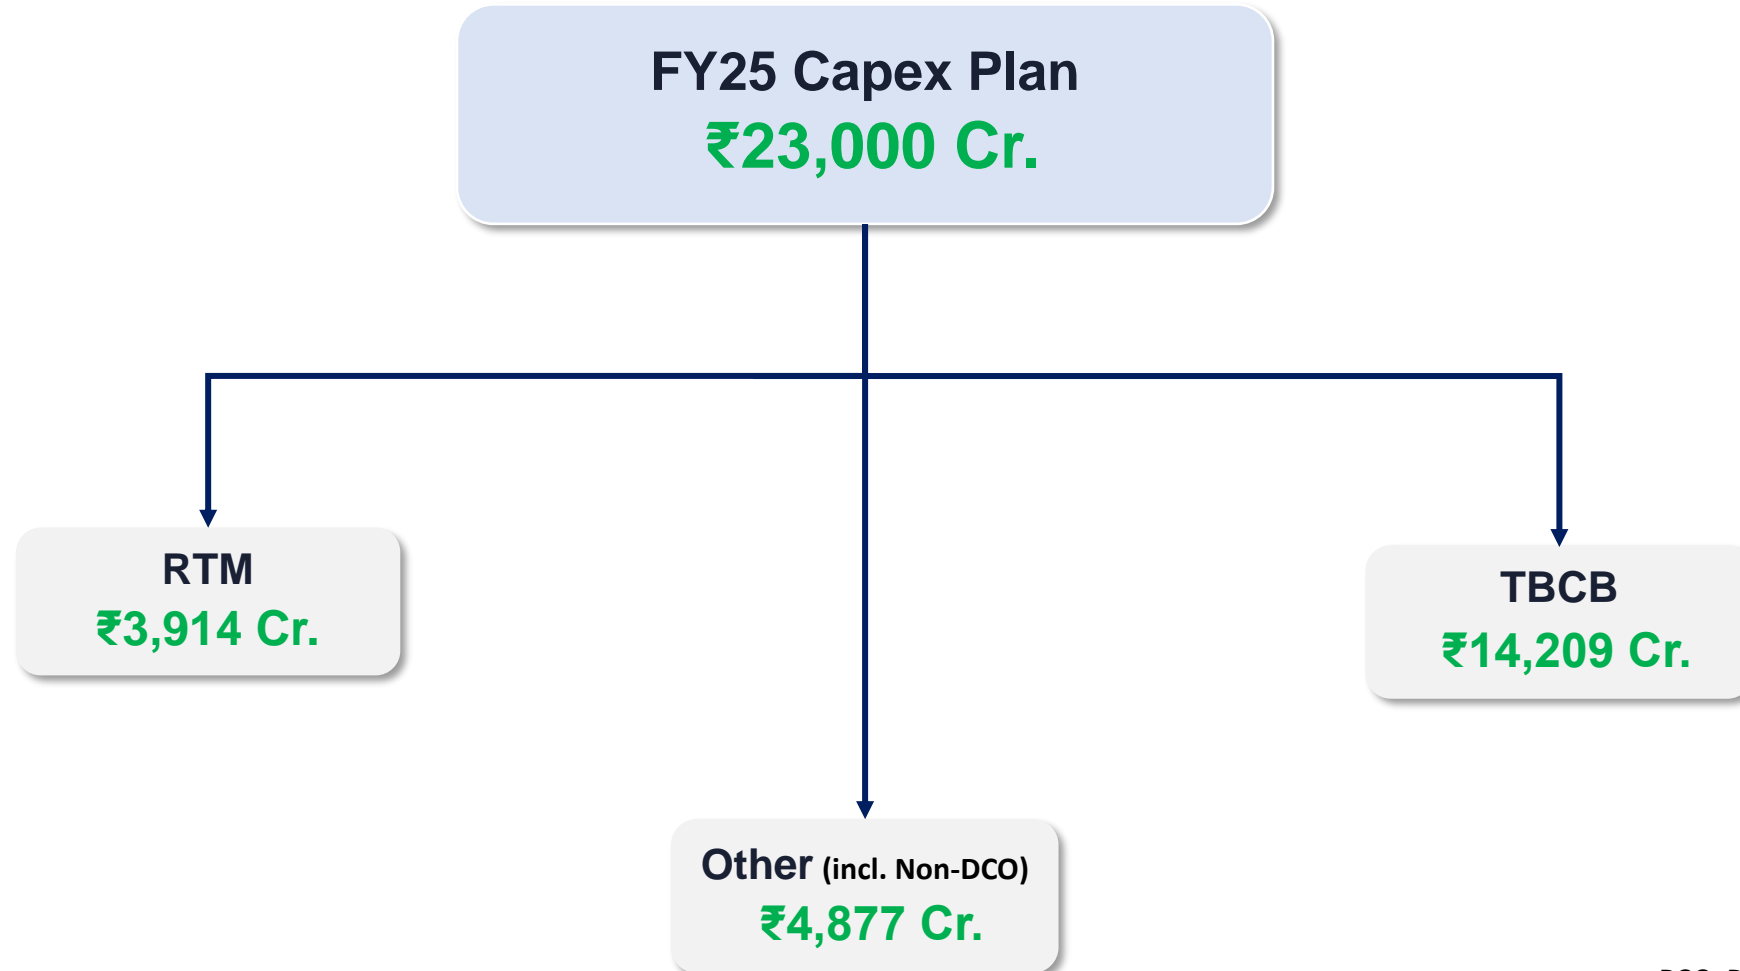 FY25 Capex Plan
₹23,000 Cr.
RTM
₹3,914 Cr.
TBCB
₹14,209 Cr.
Other (incl. Non-DCO)
₹4,877 Cr.